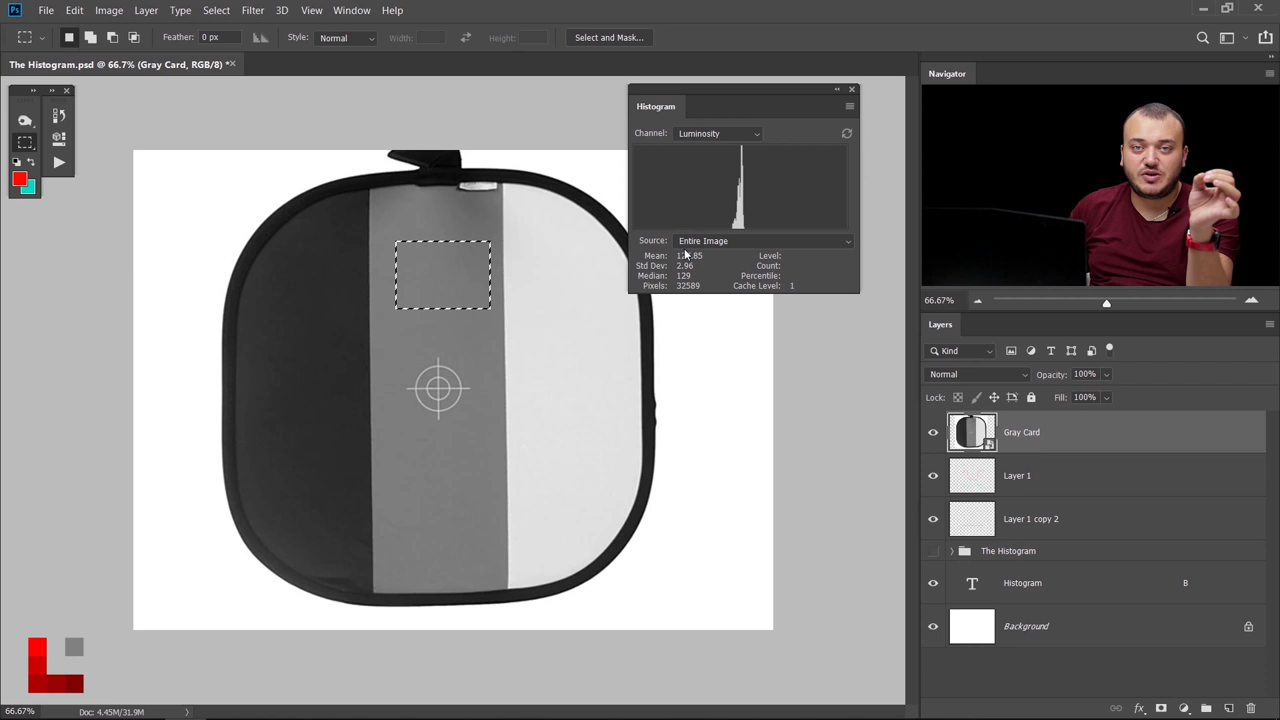 Ps File Edit Image Layer Type Select Filter 3D View Window Help
Feather: 0 px Style: Normal Width: Height: Select and Mask...
The Histogram.psd @ 66.7% (Gray Card, RGB/8) *
Navigator
Histogram
Channel: Luminosity
Source: Entire Image
Mean: Level:
Std Dev: 2.96 Count:
Median: 129 Percentile:
Pixels: 32589 Cache Level: 1
66.67%
Layers
Kind
Normal Opacity: 100%
Lock: Fill: 100%
Gray Card
Layer 1
Layer 1 copy 2
The Histogram
T Histogram B
Background
66.67% Doc: 4.45M/31.9M